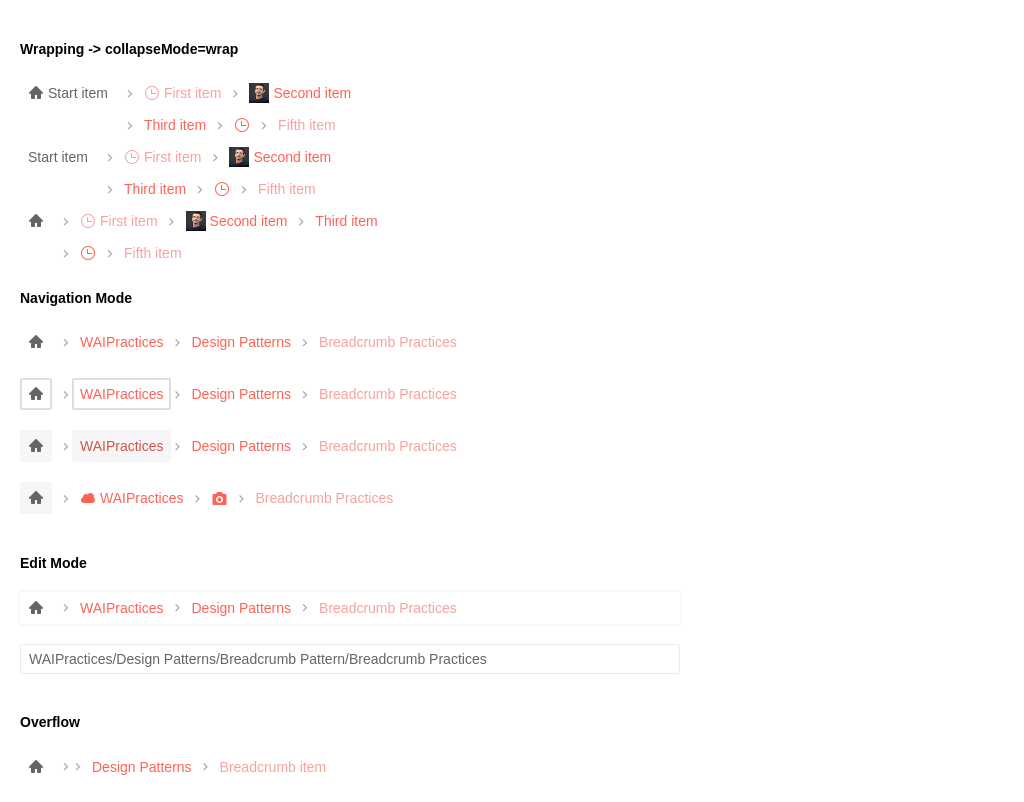 Wrapping -> collapseMode=wrap
Start item First item Second item
Third item Fifth item
Start item First item Second item
Third item Fifth item
First item Second item Third item
Fifth item
Navigation Mode
WAIPractices Design Patterns Breadcrumb Practices
WAIPractices Design Patterns Breadcrumb Practices
WAIPractices Design Patterns Breadcrumb Practices
WAIPractices Breadcrumb Practices
Edit Mode
WAIPractices Design Patterns Breadcrumb Practices
WAIPractices/Design Patterns/Breadcrumb Pattern/Breadcrumb Practices
Overflow
Design Patterns Breadcrumb item